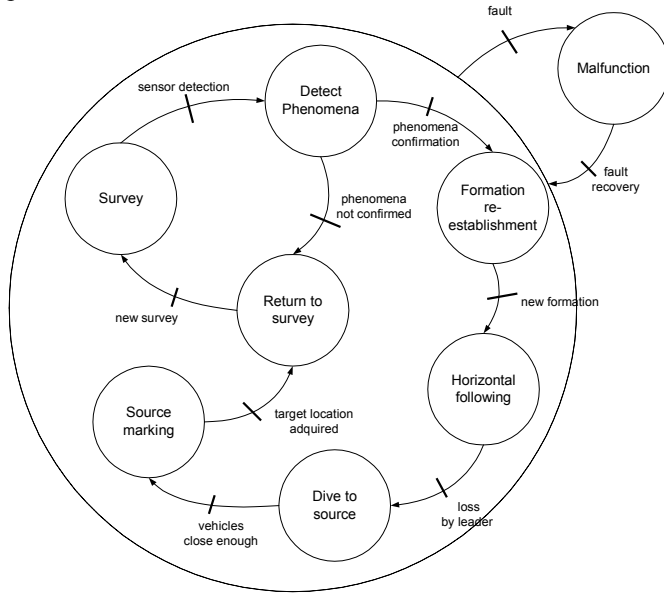 fault
Malfunction
fault
recovery
sensor detection
Detect
Phenomena
phenomena
confirmation
Survey
phenomena
not confirmed
Formation
re-
establishment
new survey
Return to
survey
new formation
Source
marking
target location
adquired
Horizontal
following
vehicles
close enough
Dive to
source
loss
by leader